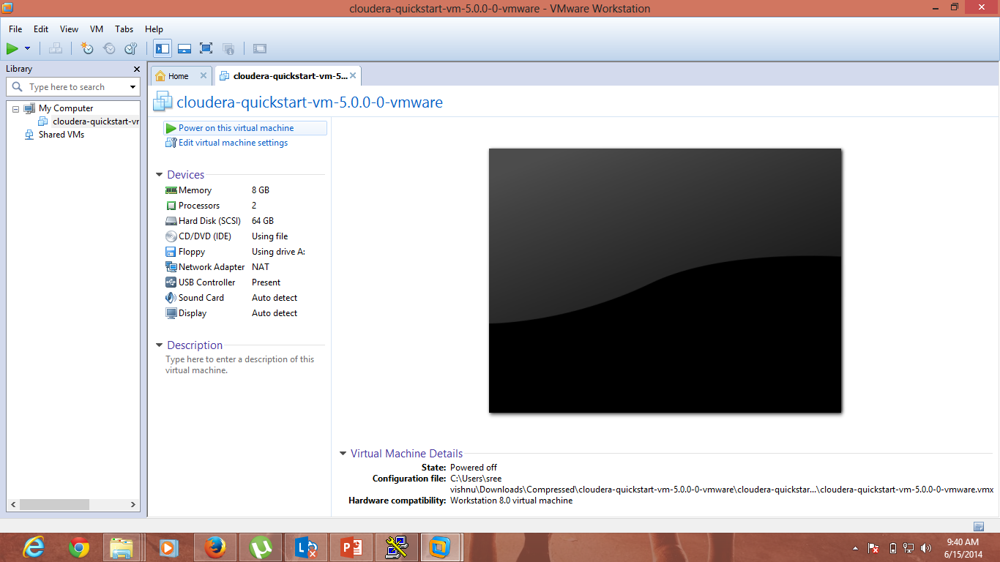 cloudera-quickstart-vm-5.0.0-0-vmware - VMware Workstation
File Edit View VM Tabs Help
Library
Type here to search
My Computer
cloudera-quickstart-vr
Shared VMs
Home
cloudera-quickstart-vm-5...
cloudera-quickstart-vm-5.0.0-0-vmware
Power on this virtual machine
Edit virtual machine settings
Devices
Memory 8 GB
Processors 2
Hard Disk (SCSI) 64 GB
CD/DVD (IDE) Using file
Floppy Using drive A:
Network Adapter NAT
USB Controller Present
Sound Card Auto detect
Display Auto detect
Description
Type here to enter a description of this
virtual machine.
Virtual Machine Details
State: Powered off
Configuration file: C:\Users\sree
vishnu\Downloads\Compressed\cloudera-quickstart-vm-5.0.0-0-vmware\cloudera-quickstar...\cloudera-quickstart-vm-5.0.0-0-vmware.vmx
Hardware compatibility: Workstation 8.0 virtual machine
9:40 AM
6/15/2014